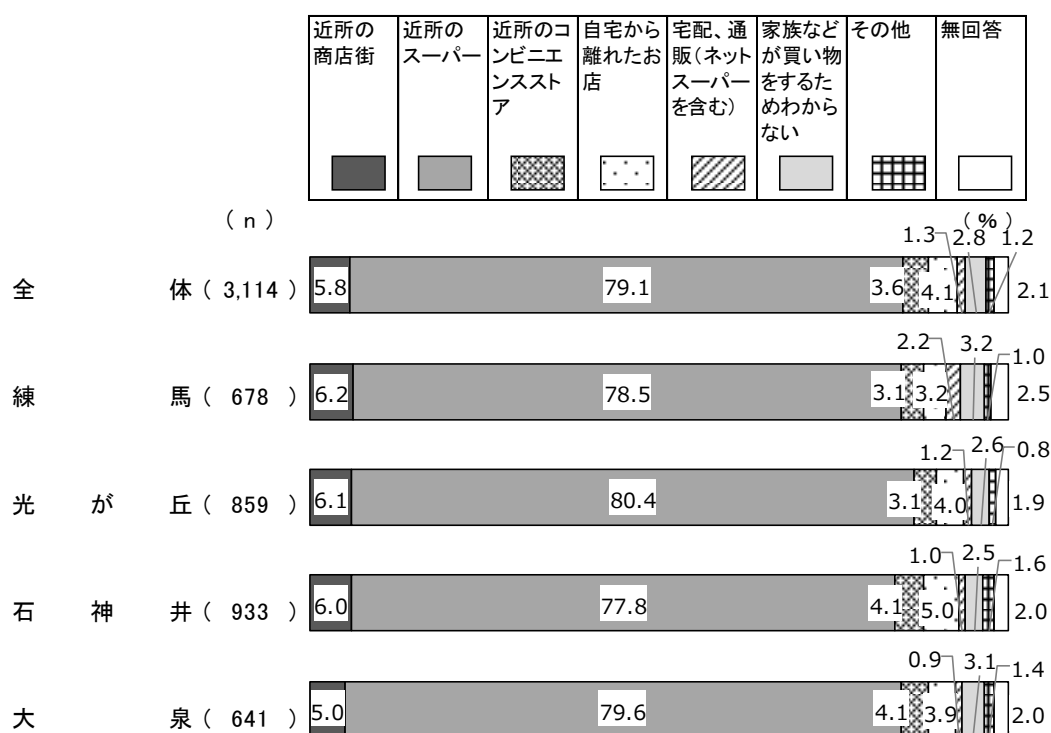 近所の
商店街
近所の
スーパー
近所のコ
ンビニエ
ンススト
ア
自宅から
離れたお
店
宅配、通
販(ネット
スーパー
を含む)
家族など
が買い物
をするた
めわから
ない
その他
無回答
(n) (%)
1.3 2.8 1.2
全 体 ( 3,114 ) 5.8 79.1 3.6 4.1 2.1
2.2 3.2 1.0
練 馬 ( 678 ) 6.2 78.5 3.1 3.2 2.5
1.2 2.6 0.8
光 が 丘 ( 859 ) 6.1 80.4 3.1 4.0 1.9
1.0 2.5 1.6
石 神 井 ( 933 ) 6.0 77.8 4.1 5.0 2.0
0.9 3.1 1.4
大 泉 ( 641 ) 5.0 79.6 4.1 3.9 2.0